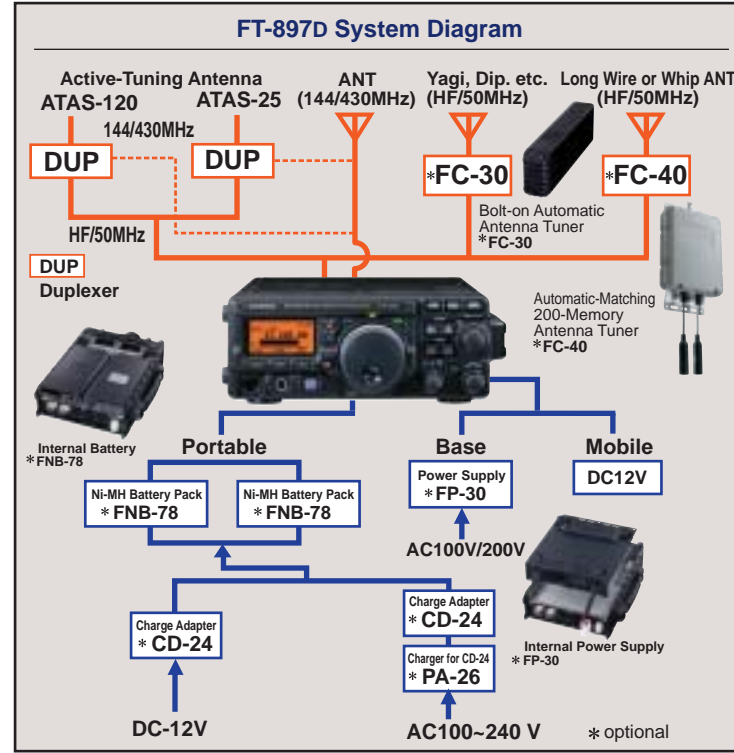 FT-897D System Diagram
Active-Tuning Antenna
ATAS-120
ATAS-25
ANT
(144/430MHz)
Yagi, Dip. etc.
(HF/50MHz)
Long Wire or Whip ANT
(HF/50MHz)
144/430MHz
DUP
DUP
*FC-30
*FC-40
Bolt-on Automatic
Antenna Tuner
*FC-30
HF/50MHz
DUP
Duplexer
Automatic-Matching
200-Memory
Antenna Tuner
*FC-40
Internal Battery
*FNB-78
Portable
Base
Mobile
Ni-MH Battery Pack
*FNB-78
Ni-MH Battery Pack
*FNB-78
Power Supply
*FP-30
DC12V
AC100V/200V
Charge Adapter
*CD-24
Charge Adapter
*CD-24
Charger for CD-24
*PA-26
Internal Power Supply
*FP-30
DC-12V
AC100~240 V
*optional